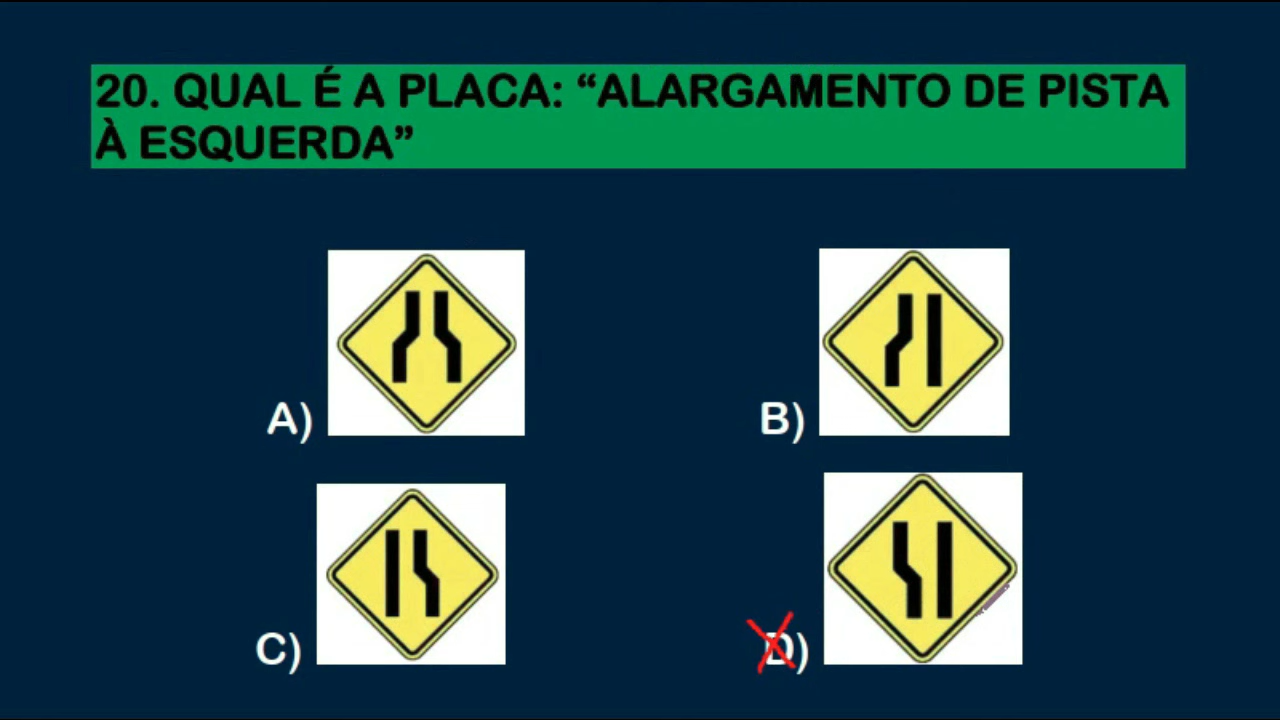 20. QUAL É A PLACA: “ALARGAMENTO DE PISTA
À ESQUERDA”
A)
B)
C)
D)